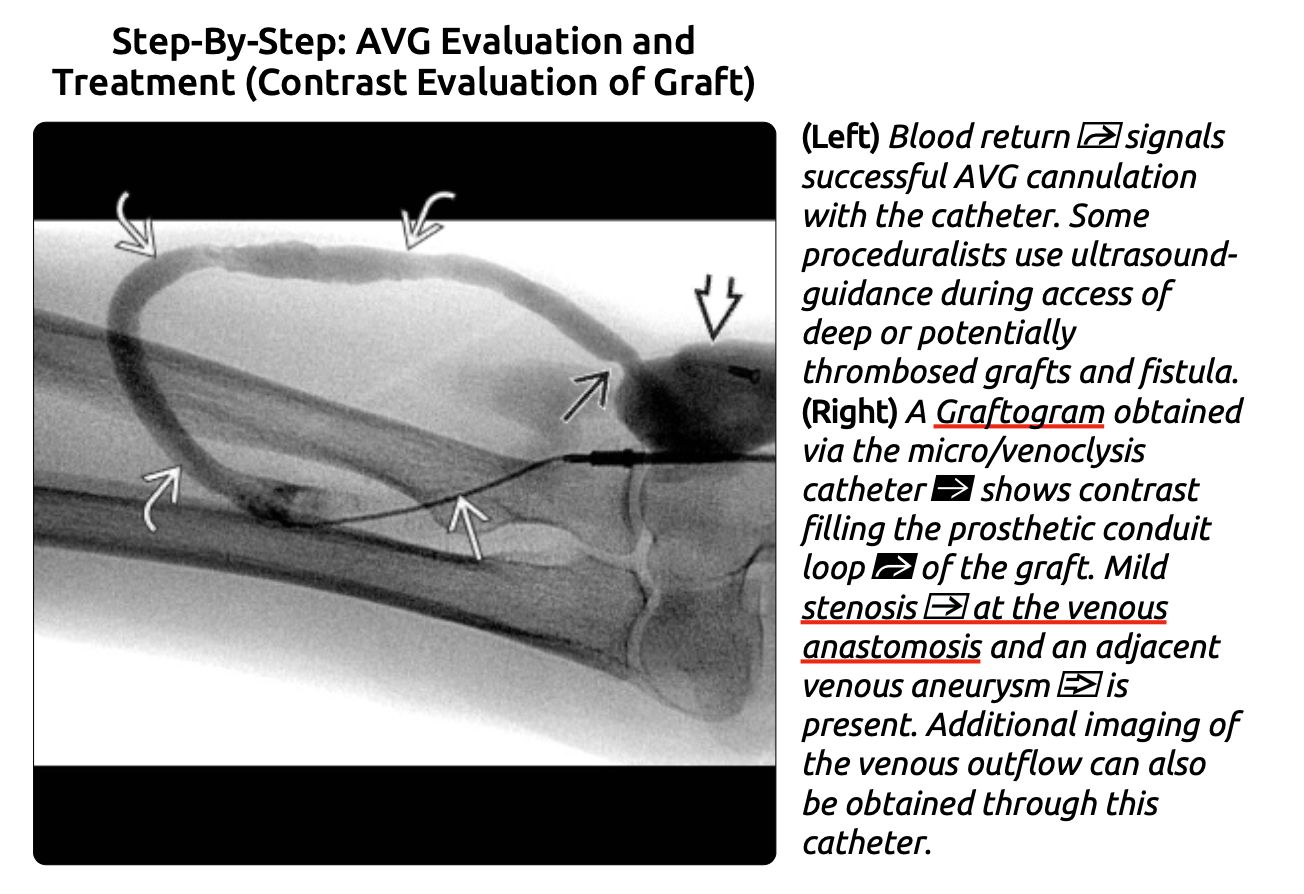 Step-By-Step: AVG Evaluation and
Treatment (Contrast Evaluation of Graft)
(Left) Blood return signals
successful AVG cannulation
with the catheter. Some
proceduralists use ultrasound-
guidance during access of
deep or potentially
thrombosed grafts and fistula.
(Right) A Graftogram obtained
via the micro/venoclysis
catheter shows contrast
filling the prosthetic conduit
loop of the graft. Mild
stenosis at the venous
anastomosis and an adjacent
venous aneurysm is
present. Additional imaging of
the venous outflow can also
be obtained through this
catheter.